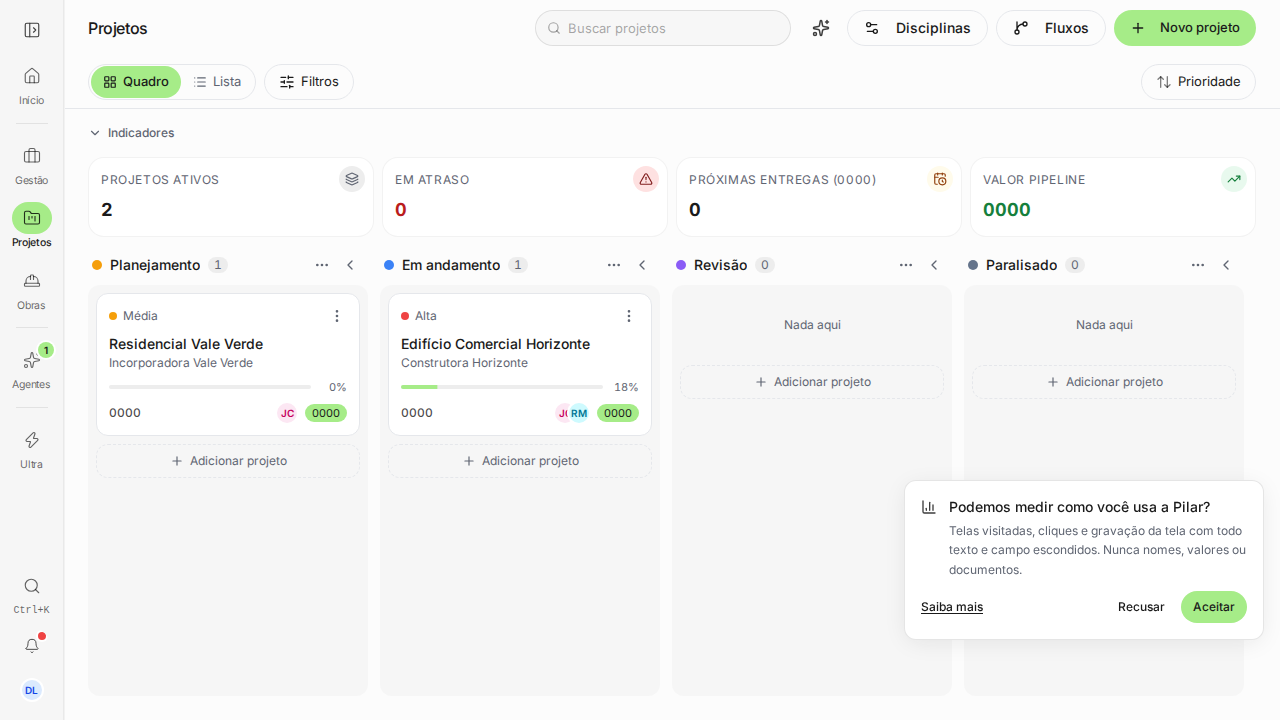 Projetos
Buscar projetos
Disciplinas
Fluxos
Novo projeto
Início
Gestão
Projetos
Obras
1
Agentes
Ultra
Ctrl+K
DL
Quadro
Lista
Filtros
Prioridade
Indicadores
PROJETOS ATIVOS
2
EM ATRASO
0
PRÓXIMAS ENTREGAS (0000)
0
VALOR PIPELINE
0000
Planejamento 1
Média
Residencial Vale Verde
Incorporadora Vale Verde
0%
0000
JC
0000
Adicionar projeto
Em andamento 1
Alta
Edifício Comercial Horizonte
Construtora Horizonte
18%
0000
RM
0000
Adicionar projeto
Revisão 0
Nada aqui
Adicionar projeto
Paralisado 0
Nada aqui
Adicionar projeto
Podemos medir como você usa a Pilar?
Telas visitadas, cliques e gravação da tela com todo
texto e campo escondidos. Nunca nomes, valores ou
documentos.
Saiba mais
Recusar
Aceitar